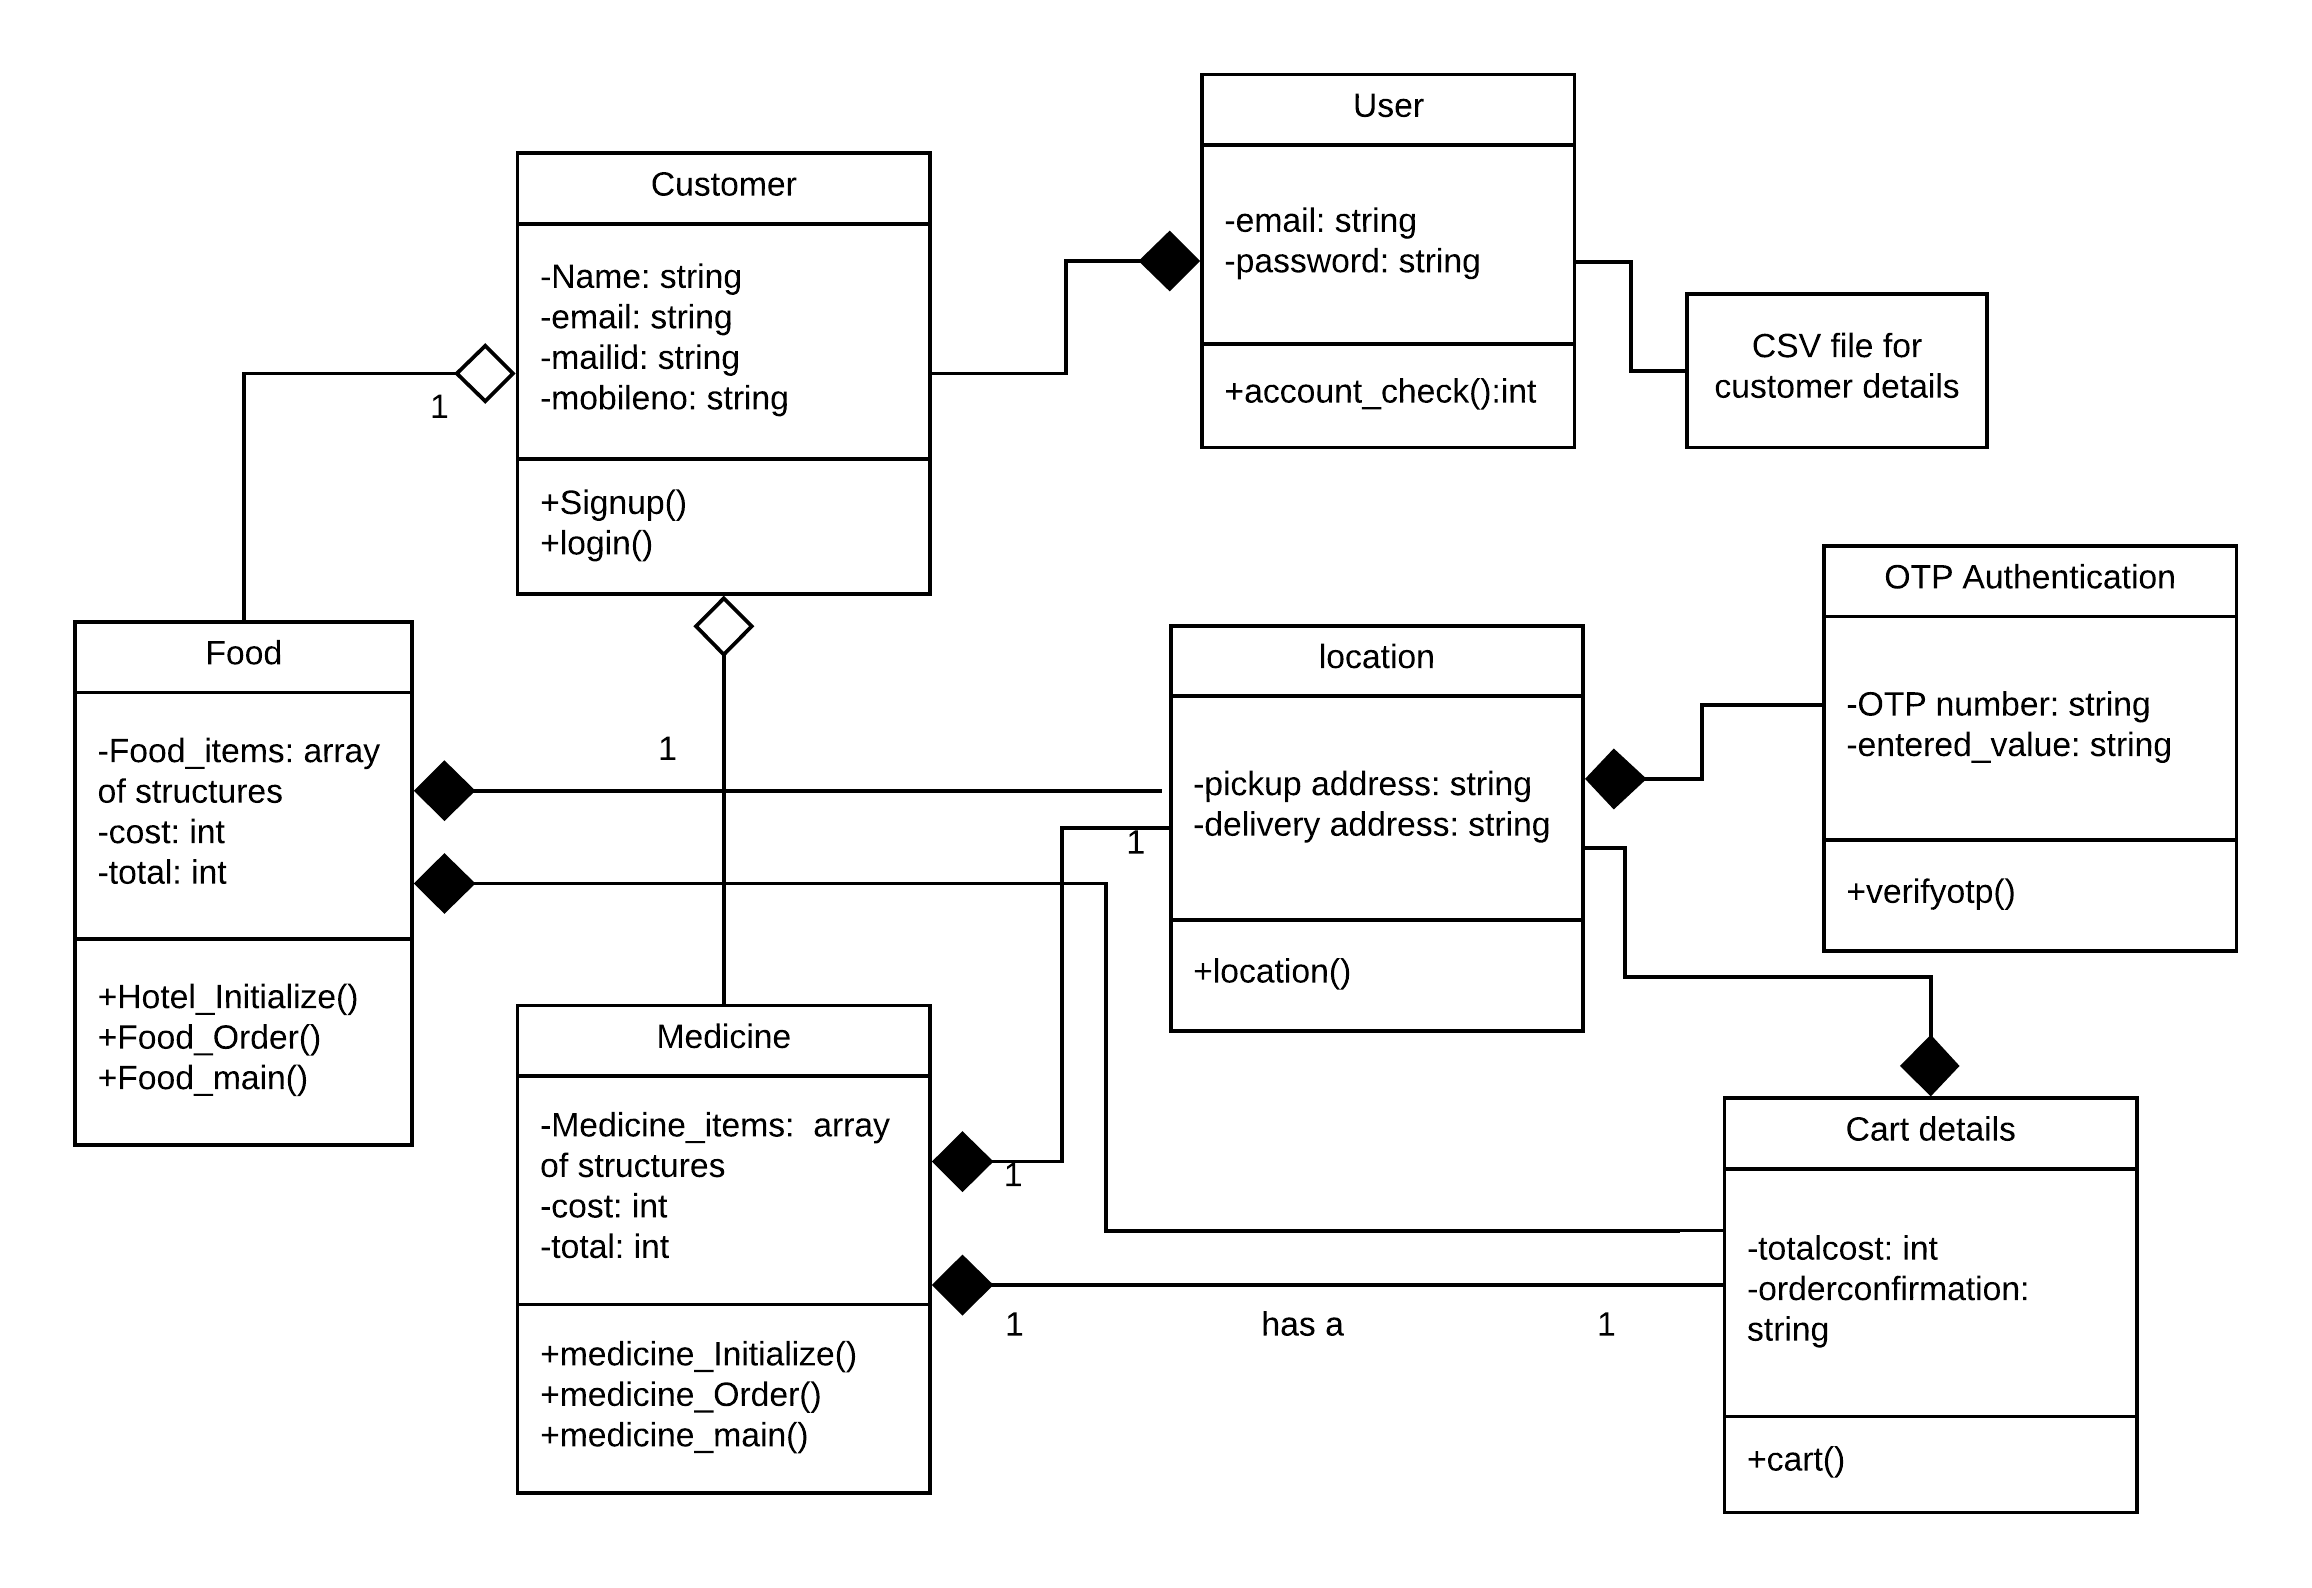 User
-email: string
-password: string
+account_check():int
Customer
-Name: string
-email: string
-mailid: string
-mobileno: string
+Signup()
+login()
CSV file for
customer details
1
OTP Authentication
-OTP number: string
-entered_value: string
+verifyotp()
Food
-Food_items: array
of structures
-cost: int
-total: int
+Hotel_Initialize()
+Food_Order()
+Food_main()
1
location
-pickup address: string
-delivery address: string
+location()
1
Medicine
-Medicine_items:  array
of structures
-cost: int
-total: int
+medicine_Initialize()
+medicine_Order()
+medicine_main()
1
1
has a
1
Cart details
-totalcost: int
-orderconfirmation:
string
+cart()